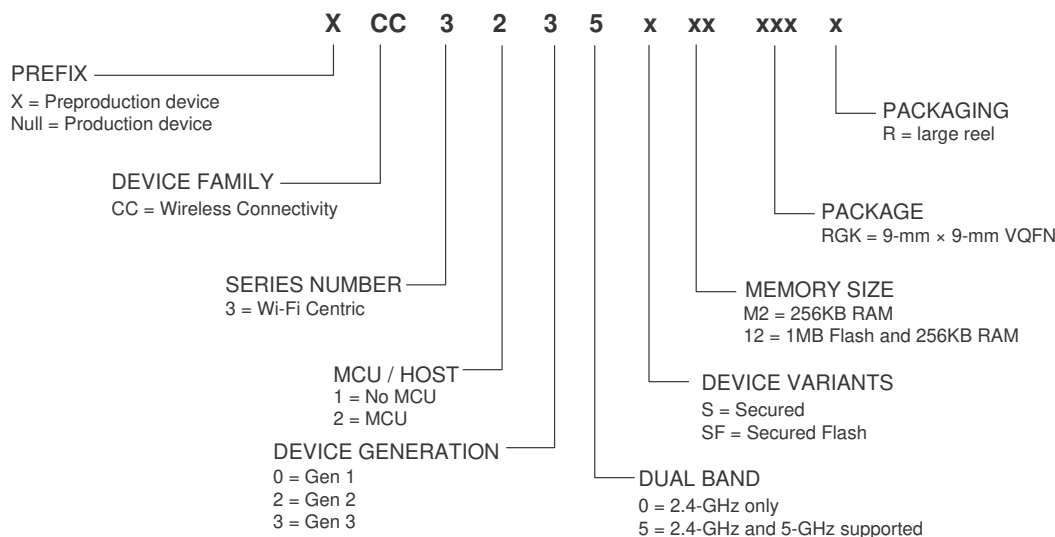 X CC 3 2 3 5 x xx xxx x
PREFIX
X = Preproduction device
Null = Production device
PACKAGING
R = large reel
DEVICE FAMILY
CC = Wireless Connectivity
PACKAGE
RGK = 9-mm × 9-mm VQFN
SERIES NUMBER
3 = Wi-Fi Centric
MEMORY SIZE
M2 = 256KB RAM
12 = 1MB Flash and 256KB RAM
MCU / HOST
1 = No MCU
2 = MCU
DEVICE VARIANTS
S = Secured
SF = Secured Flash
DEVICE GENERATION
0 = Gen 1
2 = Gen 2
3 = Gen 3
DUAL BAND
0 = 2.4-GHz only
5 = 2.4-GHz and 5-GHz supported